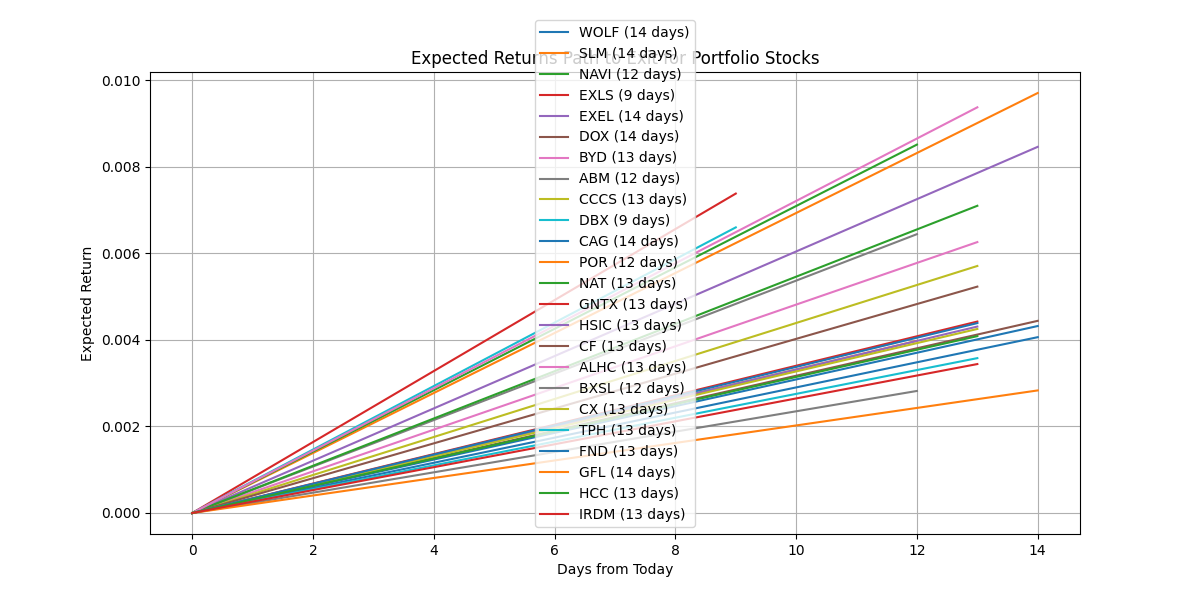 Expected Returns Path to Exit for Portfolio Stocks
WOLF (14 days)
SLM (14 days)
NAVI (12 days)
EXLS (9 days)
EXEL (14 days)
DOX (14 days)
BYD (13 days)
ABM (12 days)
CCCS (13 days)
DBX (9 days)
CAG (14 days)
POR (12 days)
NAT (13 days)
GNTX (13 days)
HSIC (13 days)
CF (13 days)
ALHC (13 days)
BXSL (12 days)
CX (13 days)
TPH (13 days)
FND (13 days)
GFL (14 days)
HCC (13 days)
IRDM (13 days)
Expected Return
0.010
0.008
0.006
0.004
0.002
0.000
0 2 4 6 8 10 12 14
Days from Today